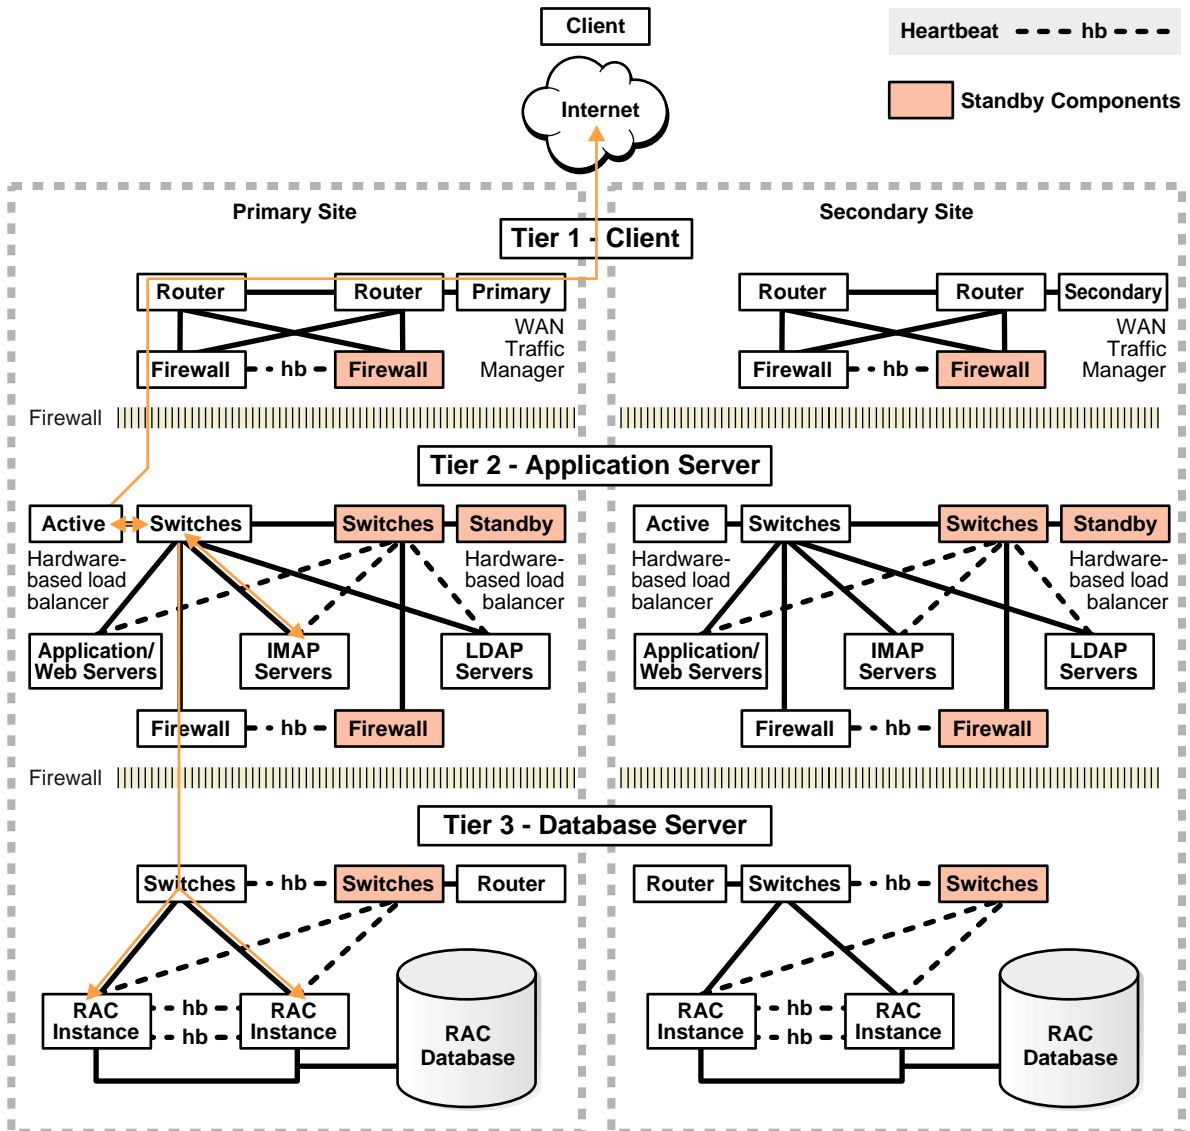 Client
Heartbeat hb
Standby Components
Internet
Primary Site
Secondary Site
Tier 1 - Client
Router
Router
Primary
WAN
Traffic
Manager
Firewall
hb
Firewall
Router
Router
Secondary
WAN
Traffic
Manager
Firewall
hb
Firewall
Firewall
Tier 2 - Application Server
Active
Switches
Switches
Standby
Hardware-
based load
balancer
Hardware-
based load
balancer
Application/
Web Servers
IMAP
Servers
LDAP
Servers
Firewall
hb
Firewall
Active
Switches
Switches
Standby
Hardware-
based load
balancer
Hardware-
based load
balancer
Application/
Web Servers
IMAP
Servers
LDAP
Servers
Firewall
hb
Firewall
Firewall
Tier 3 - Database Server
Switches
hb
Switches
Router
RAC
Instance
hb
hb
RAC
Instance
RAC
Database
Router
Switches
hb
Switches
RAC
Instance
hb
hb
RAC
Instance
RAC
Database